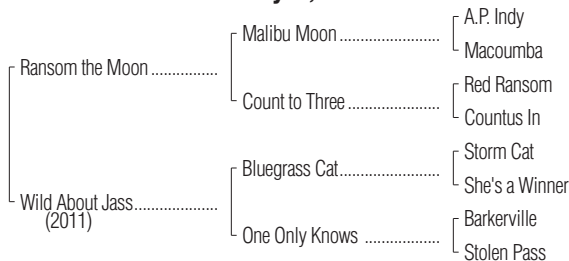 A.P. Indy
Malibu Moon ......................
Macoumba
Ransom the Moon ...............
Red Ransom
Count to Three ....................
Countus In
Storm Cat
Bluegrass Cat......................
She's a Winner
Wild About Jass...................
(2011)
Barkerville
One Only Knows ................
Stolen Pass